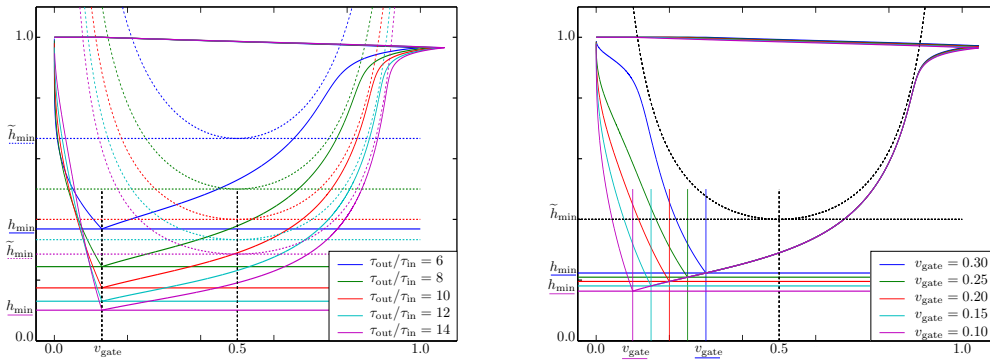 1.0
h̃min
hmin
h̃min
hmin
0.0
0.0
vgate
0.5
1.0
τout/τin = 6
τout/τin = 8
τout/τin = 10
τout/τin = 12
τout/τin = 14
1.0
h̃min
hmin
hmin
0.0
0.0
vgate
vgate
0.5
1.0
vgate = 0.30
vgate = 0.25
vgate = 0.20
vgate = 0.15
vgate = 0.10